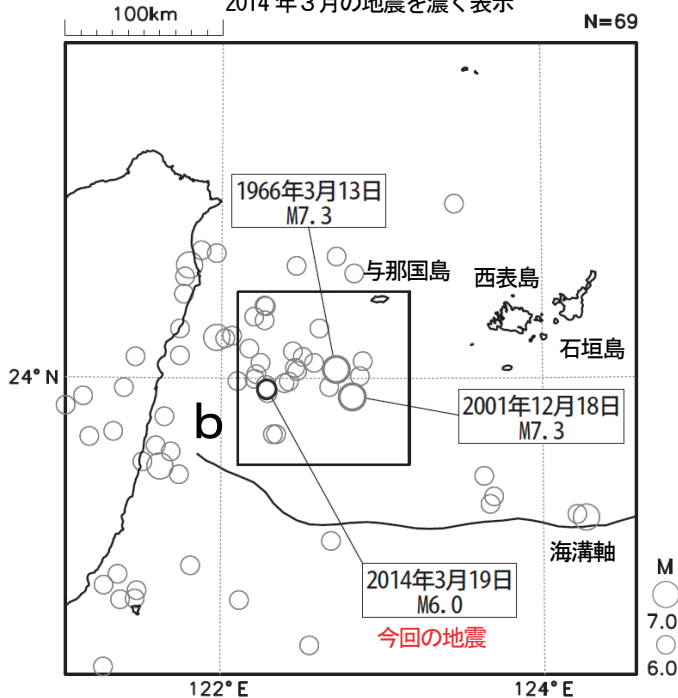 2014年3月の地震を濃く表示
100km
N=69
1966年3月13日
M7.3
与那国島
西表島
石垣島
24°N
2001年12月18日
M7.3
b
海溝軸
2014年3月19日
M6.0
今回の地震
M
7.0
6.0
122°E
124°E